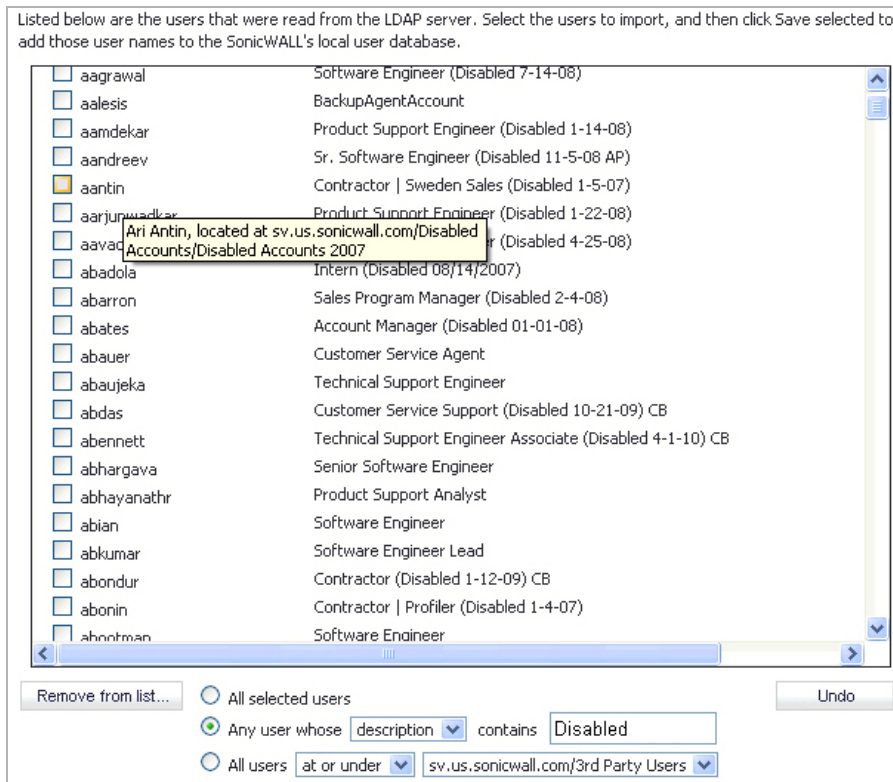 Listed below are the users that were read from the LDAP server. Select the users to import, and then click Save selected to
add those user names to the SonicWALL's local user database.
aagrawal Software Engineer (Disabled 7-14-08)
aalesis BackupAgentAccount
aamdekar Product Support Engineer (Disabled 1-14-08)
aandreev Sr. Software Engineer (Disabled 11-5-08 AP)
aantin Contractor | Sweden Sales (Disabled 1-5-07)
aarjunwadkar Product Support Engineer (Disabled 1-22-08)
Ari Antin, located at sv.us.sonicwall.com/Disabled
Accounts/Disabled Accounts 2007
(Disabled 4-25-08)
abadola Intern (Disabled 08/14/2007)
abarron Sales Program Manager (Disabled 2-4-08)
abates Account Manager (Disabled 01-01-08)
abauer Customer Service Agent
abaujeka Technical Support Engineer
abdas Customer Service Support (Disabled 10-21-09) CB
abennett Technical Support Engineer Associate (Disabled 4-1-10) CB
abhargava Senior Software Engineer
abhayanathr Product Support Analyst
abian Software Engineer
abkumar Software Engineer Lead
abondur Contractor (Disabled 1-12-09) CB
abonin Contractor | Profiler (Disabled 1-4-07)
abootman Software Engineer
Remove from list... All selected users Undo
Any user whose description contains Disabled
All users at or under sv.us.sonicwall.com/3rd Party Users